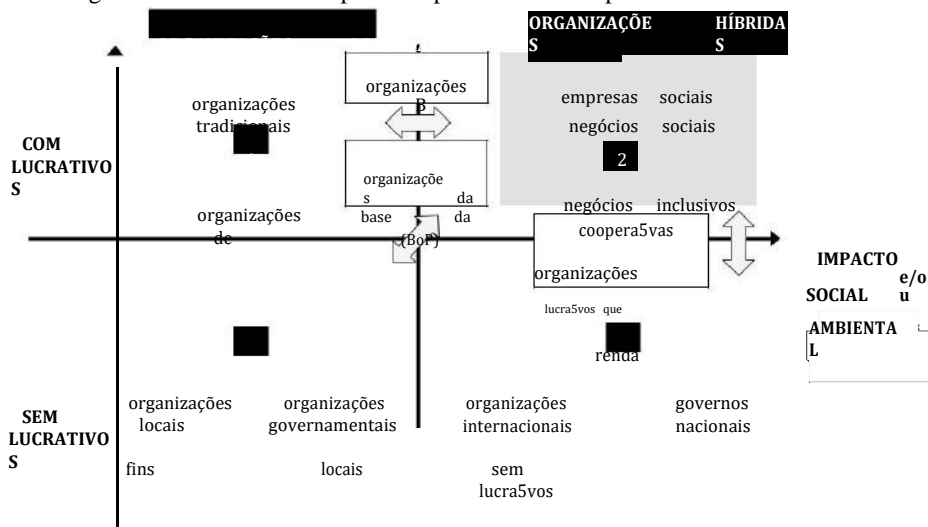 ORGANIZAÇÕE HÍBRIDA
S S
organizações
B
organizações
tradicionais
empresas sociais
negócios sociais
2
COM
LUCRATIVO
S
organizaçõe
s da
base da
(BoP)
organizações
de
negócios inclusivos
coopera5vas
organizações
lucra5vos que
renda
IMPACTO
e/o
SOCIAL u
AMBIENTA
L
SEM
LUCRATIVO
S
organizações
locais
fins
organizações
governamentais
locais
organizações
internacionais
sem
lucra5vos
governos
nacionais